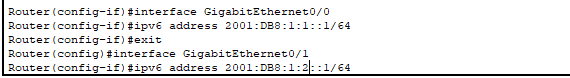 Router(config-if)#interface GigabitEthernet0/0
Router(config-if)#ipv6 address 2001:DB8:1:1::1/64
Router(config-if)#exit
Router(config)#interface GigabitEthernet0/1
Router(config-if)#ipv6 address 2001:DB8:1:2::1/64